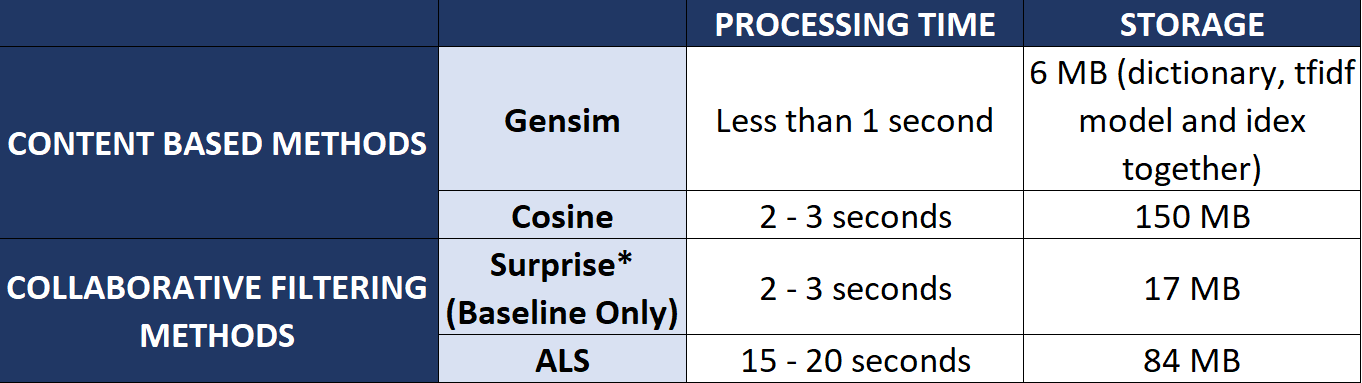 PROCESSING TIME STORAGE
CONTENT BASED METHODS
Gensim
Less than 1 second
6 MB (dictionary, tfidf
model and idex
together)
Cosine
2 - 3 seconds
150 MB
COLLABORATIVE FILTERING
METHODS
Surprise*
(Baseline Only)
2 - 3 seconds
17 MB
ALS
15 - 20 seconds
84 MB